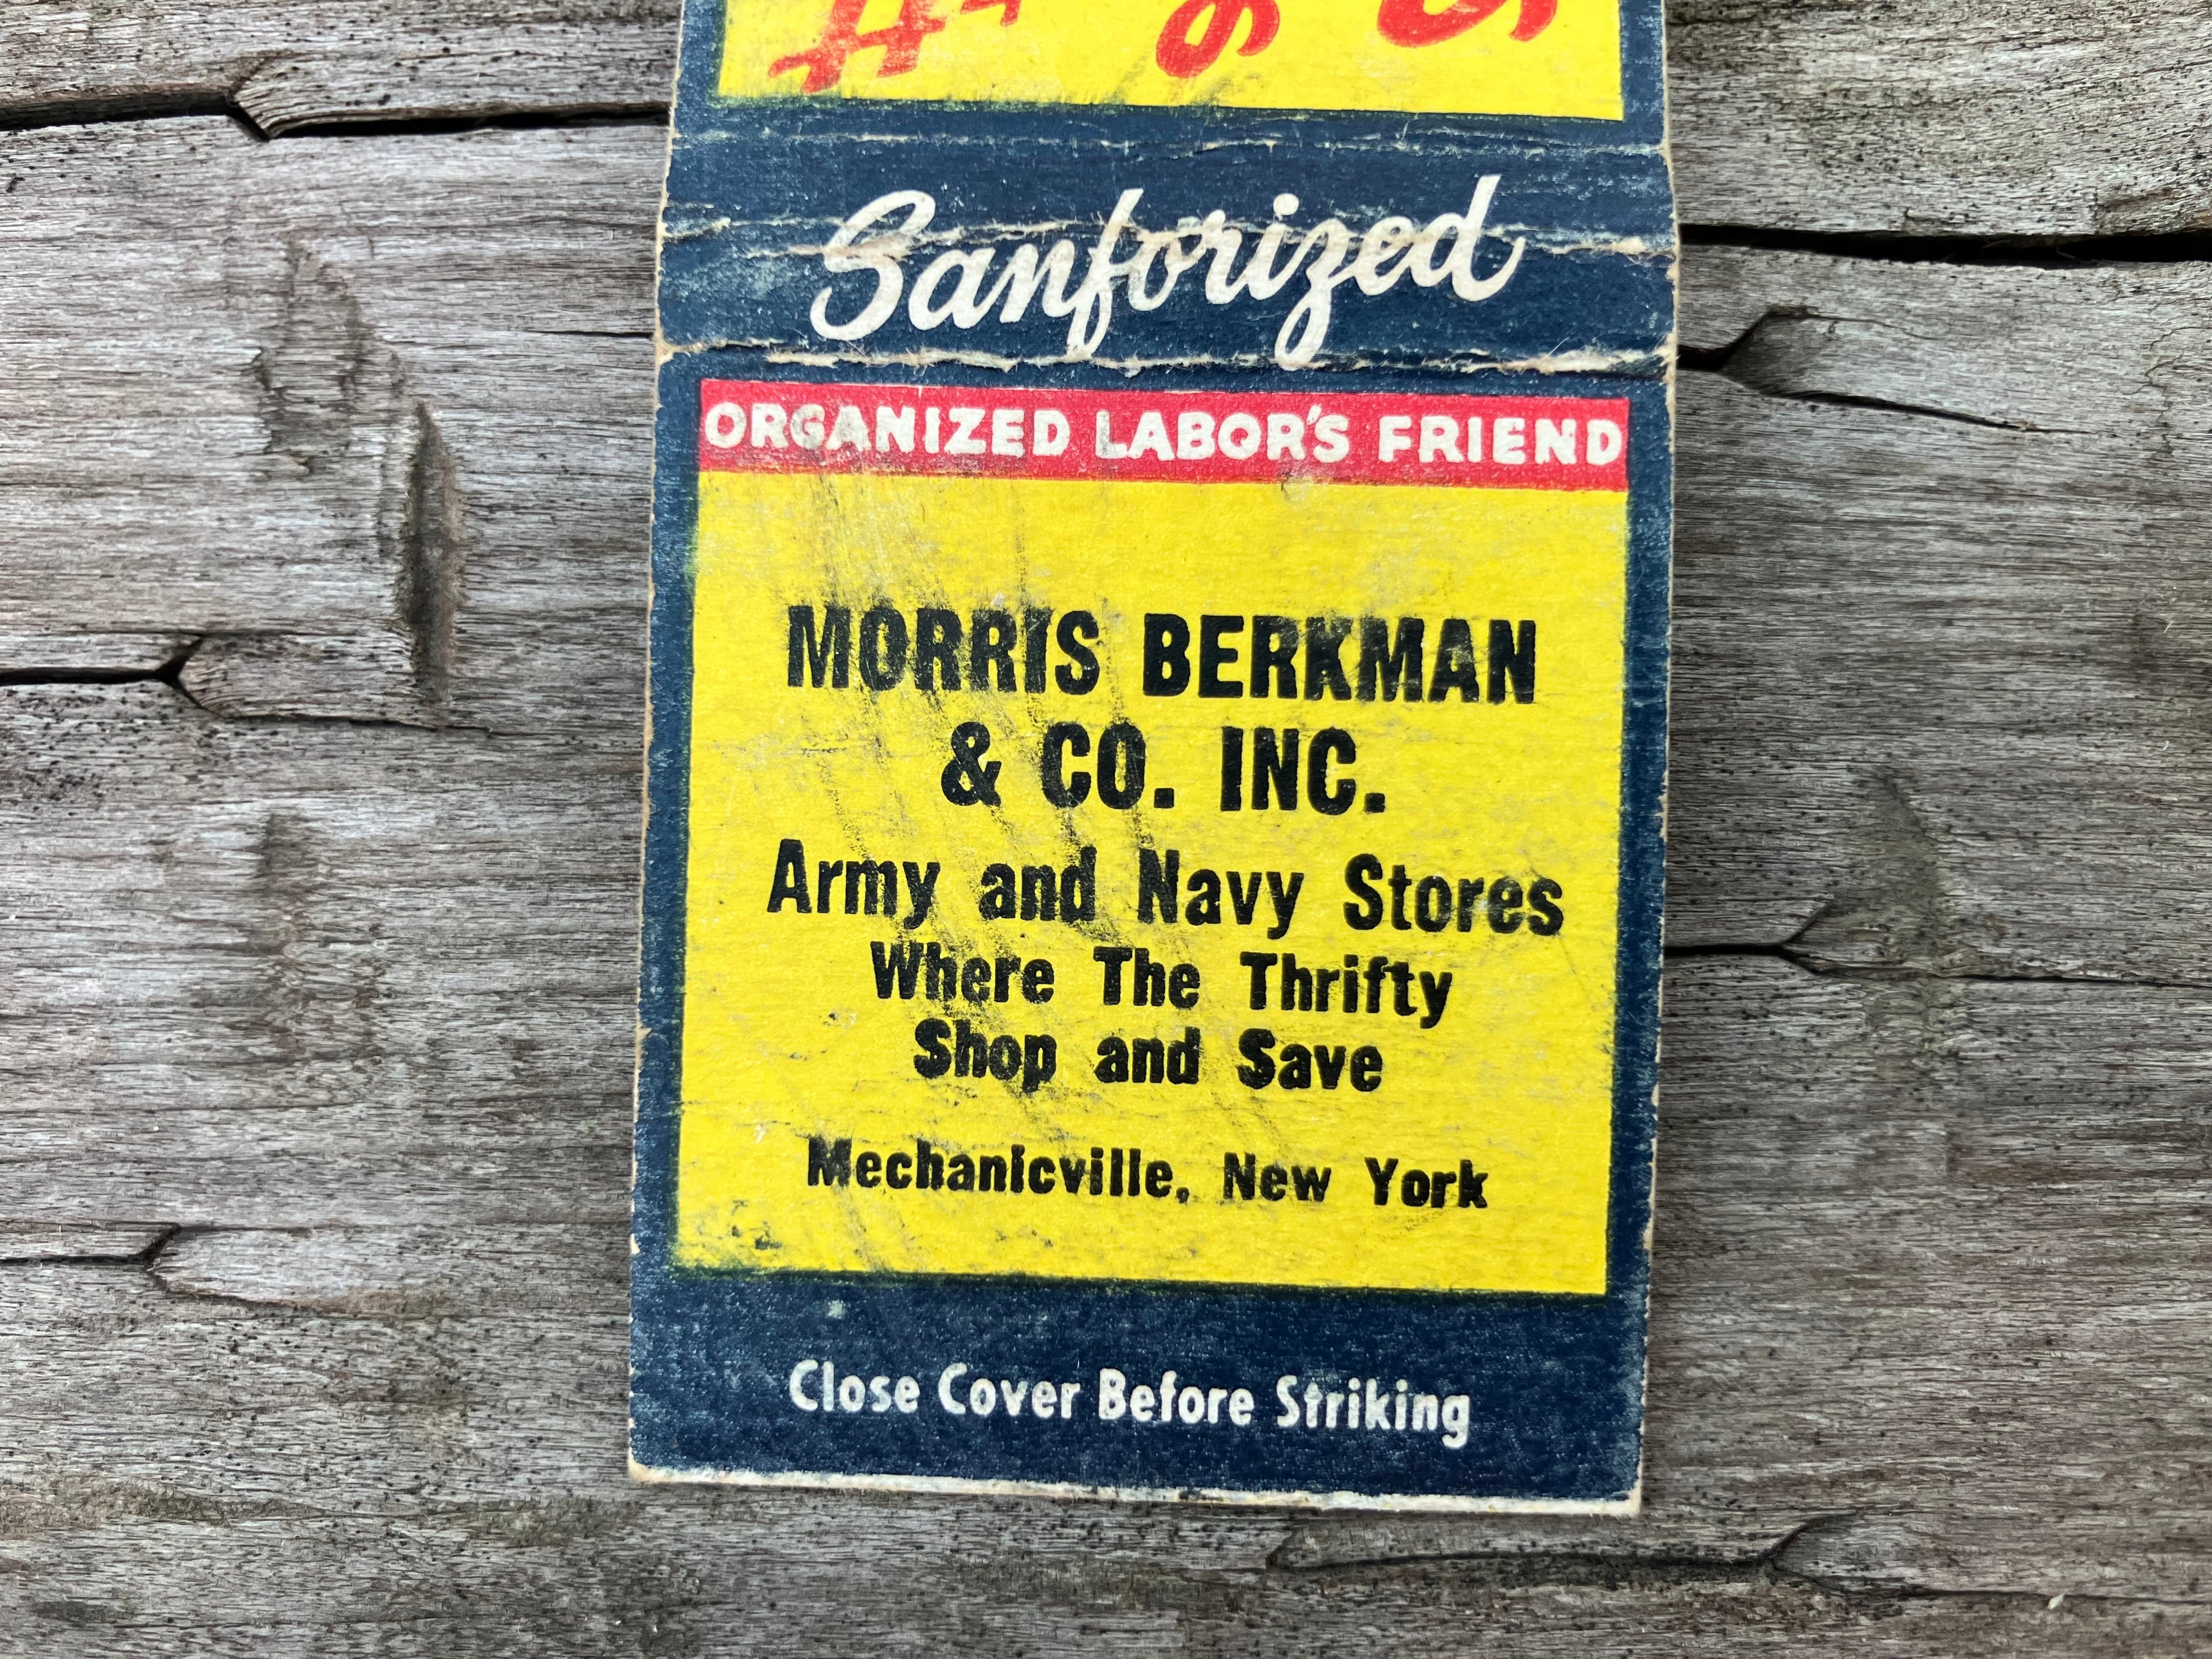 Sanforized
ORGANIZED LABOR'S FRIEND
MORRIS BERKMAN
& CO. INC.
Army and Navy Stores
Where The Thrifty
Shop and Save
Mechanicville, New York
Close Cover Before Striking